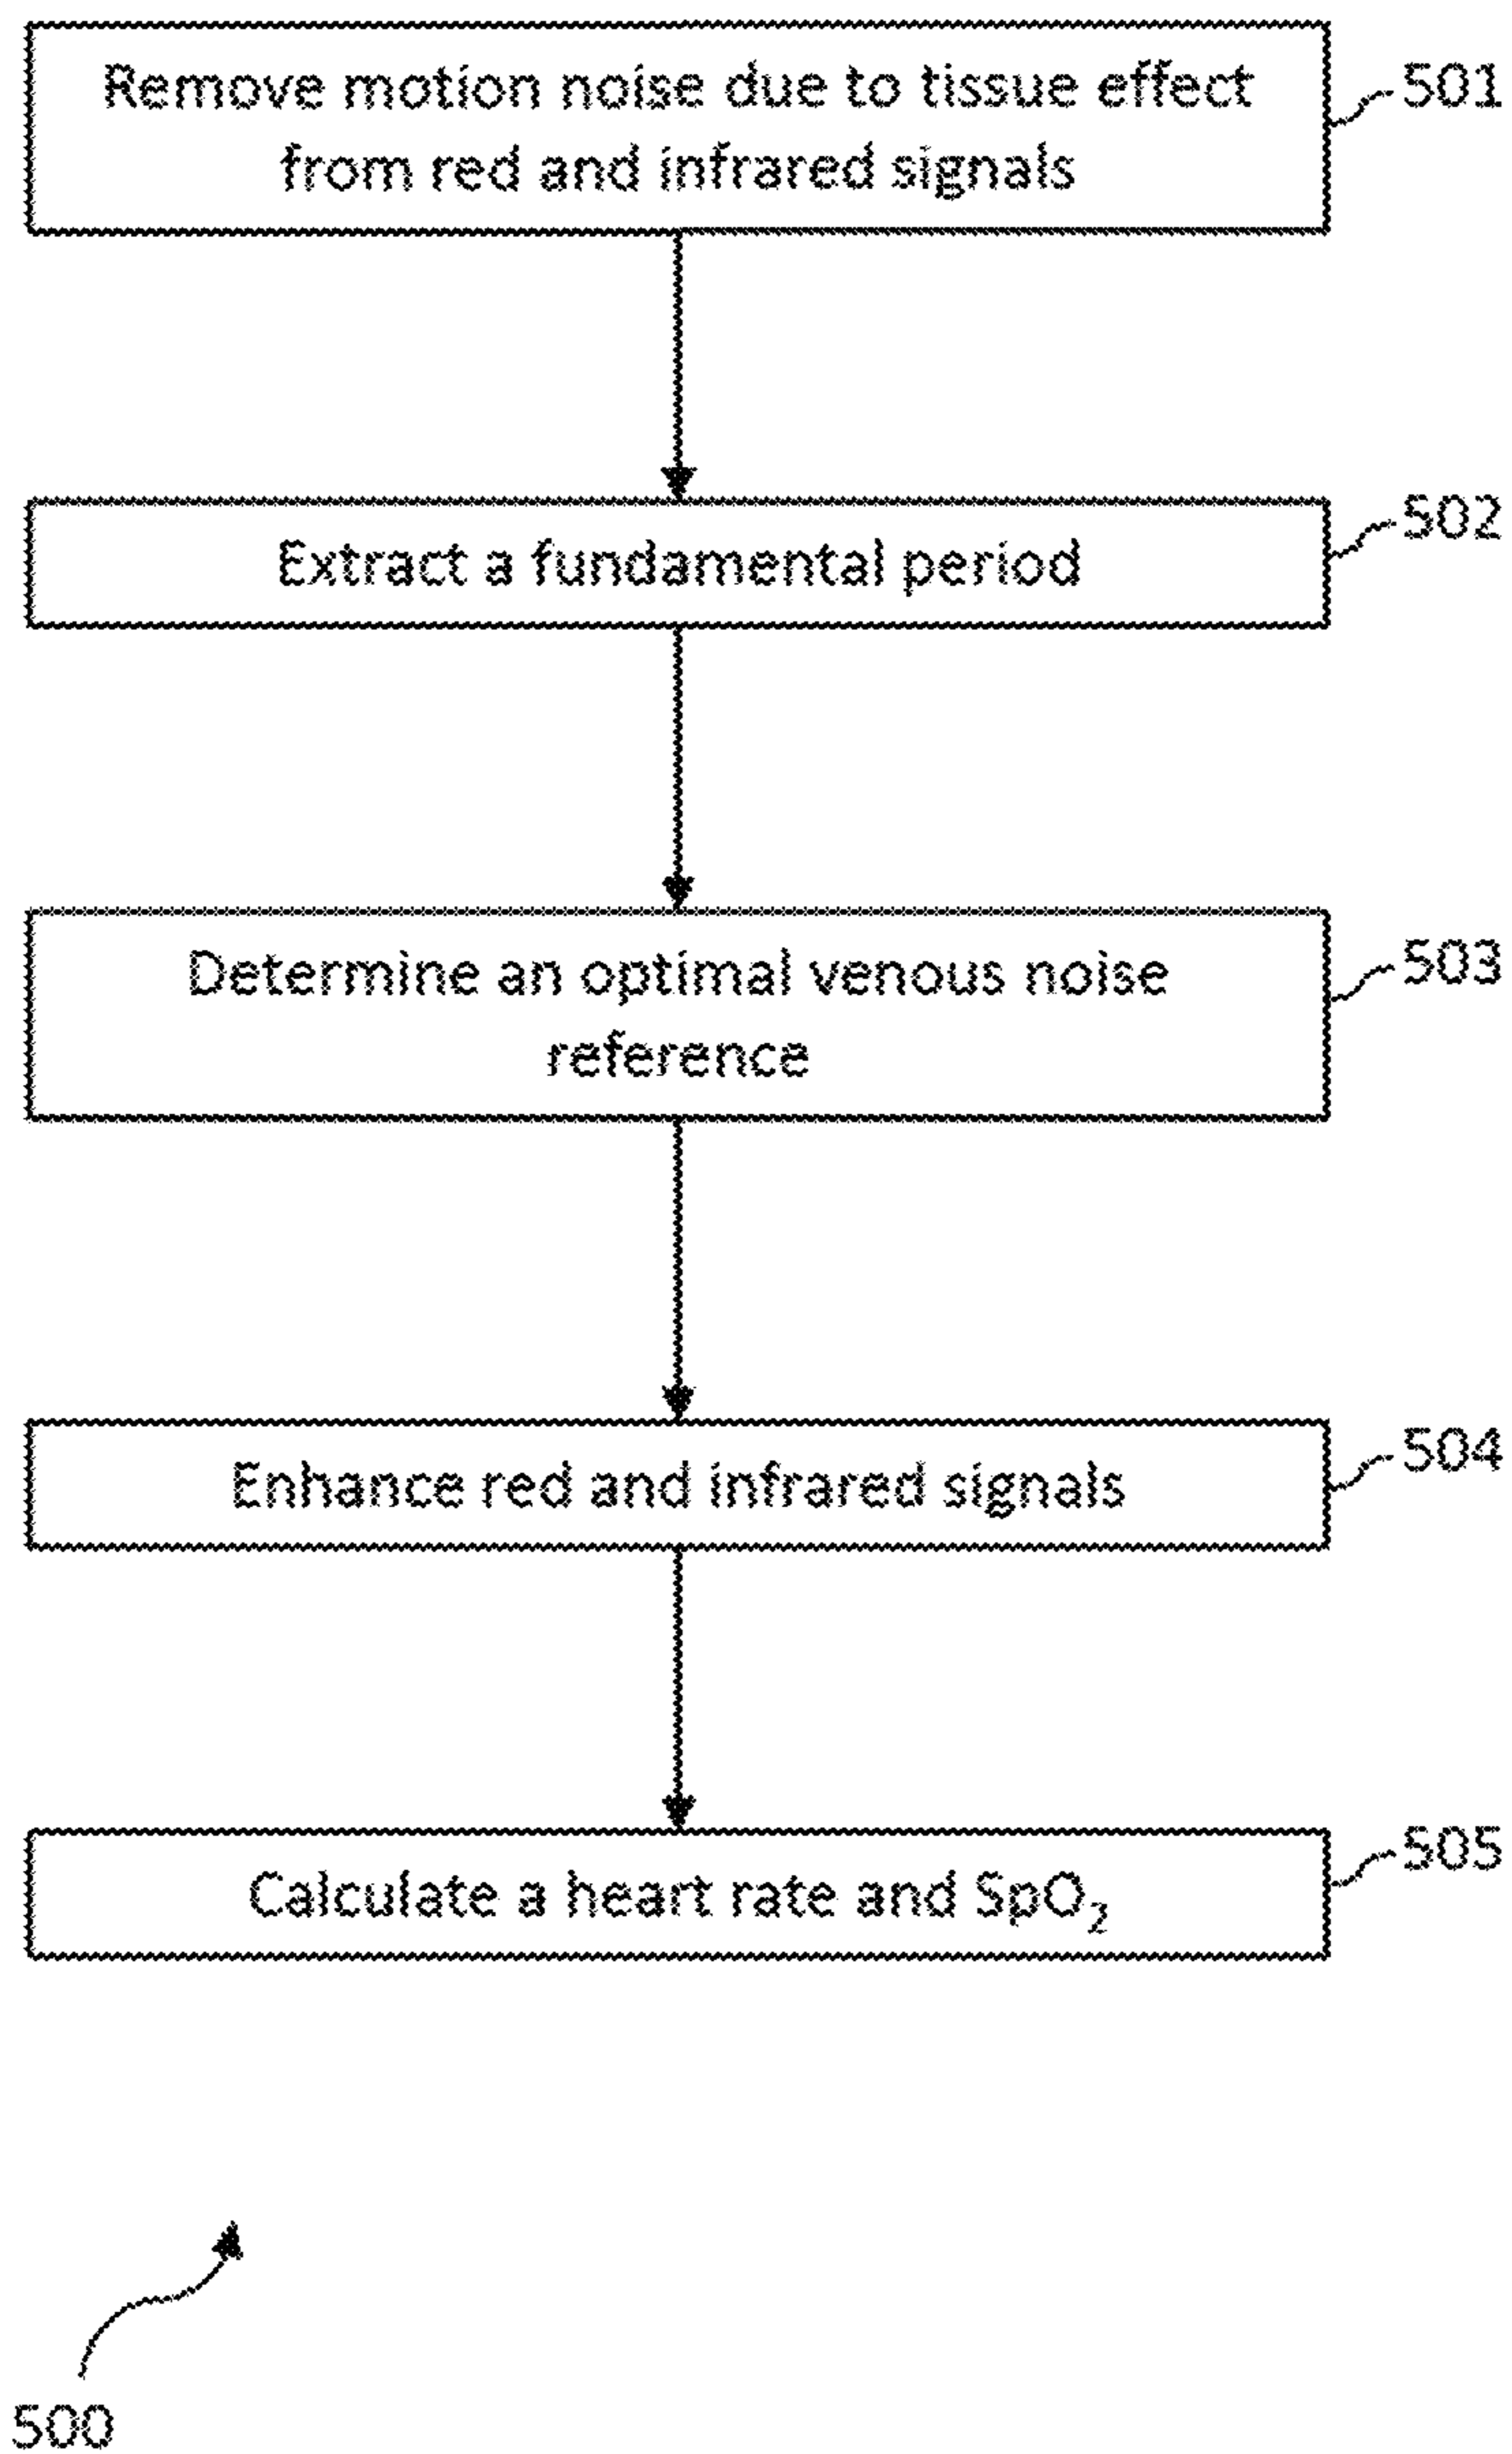 Remove motion noise due to tissue effect
from red and infrared signals
501
Extract a fundamental period
502
Determine an optimal venous noise
reference
503
Enhance red and infrared signals
504
Calculate a heart rate and SpO₂
505
500